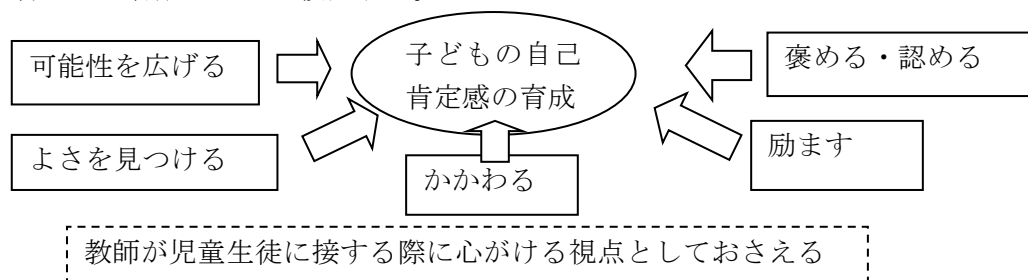 可能性を広げる
子どもの自己
肯定感の育成
褒める・認める
よさを見つける
かかわる
励ます
教師が児童生徒に接する際に心がける視点としておさえる